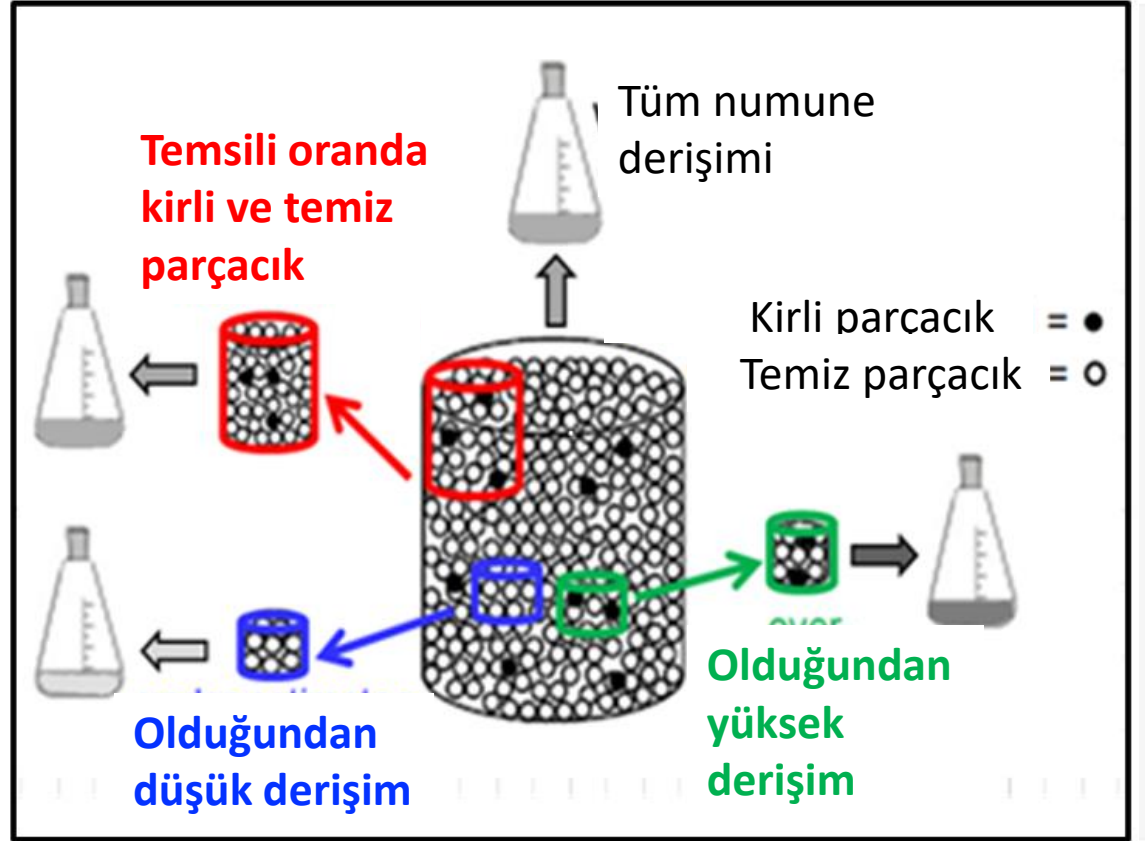 Tüm numune
derişimi
Temsili oranda
kirli ve temiz
parçacık
Kirli parçacık = ●
Temiz parçacık = o
Olduğundan
yüksek
derişim
Olduğundan
düşük derişim